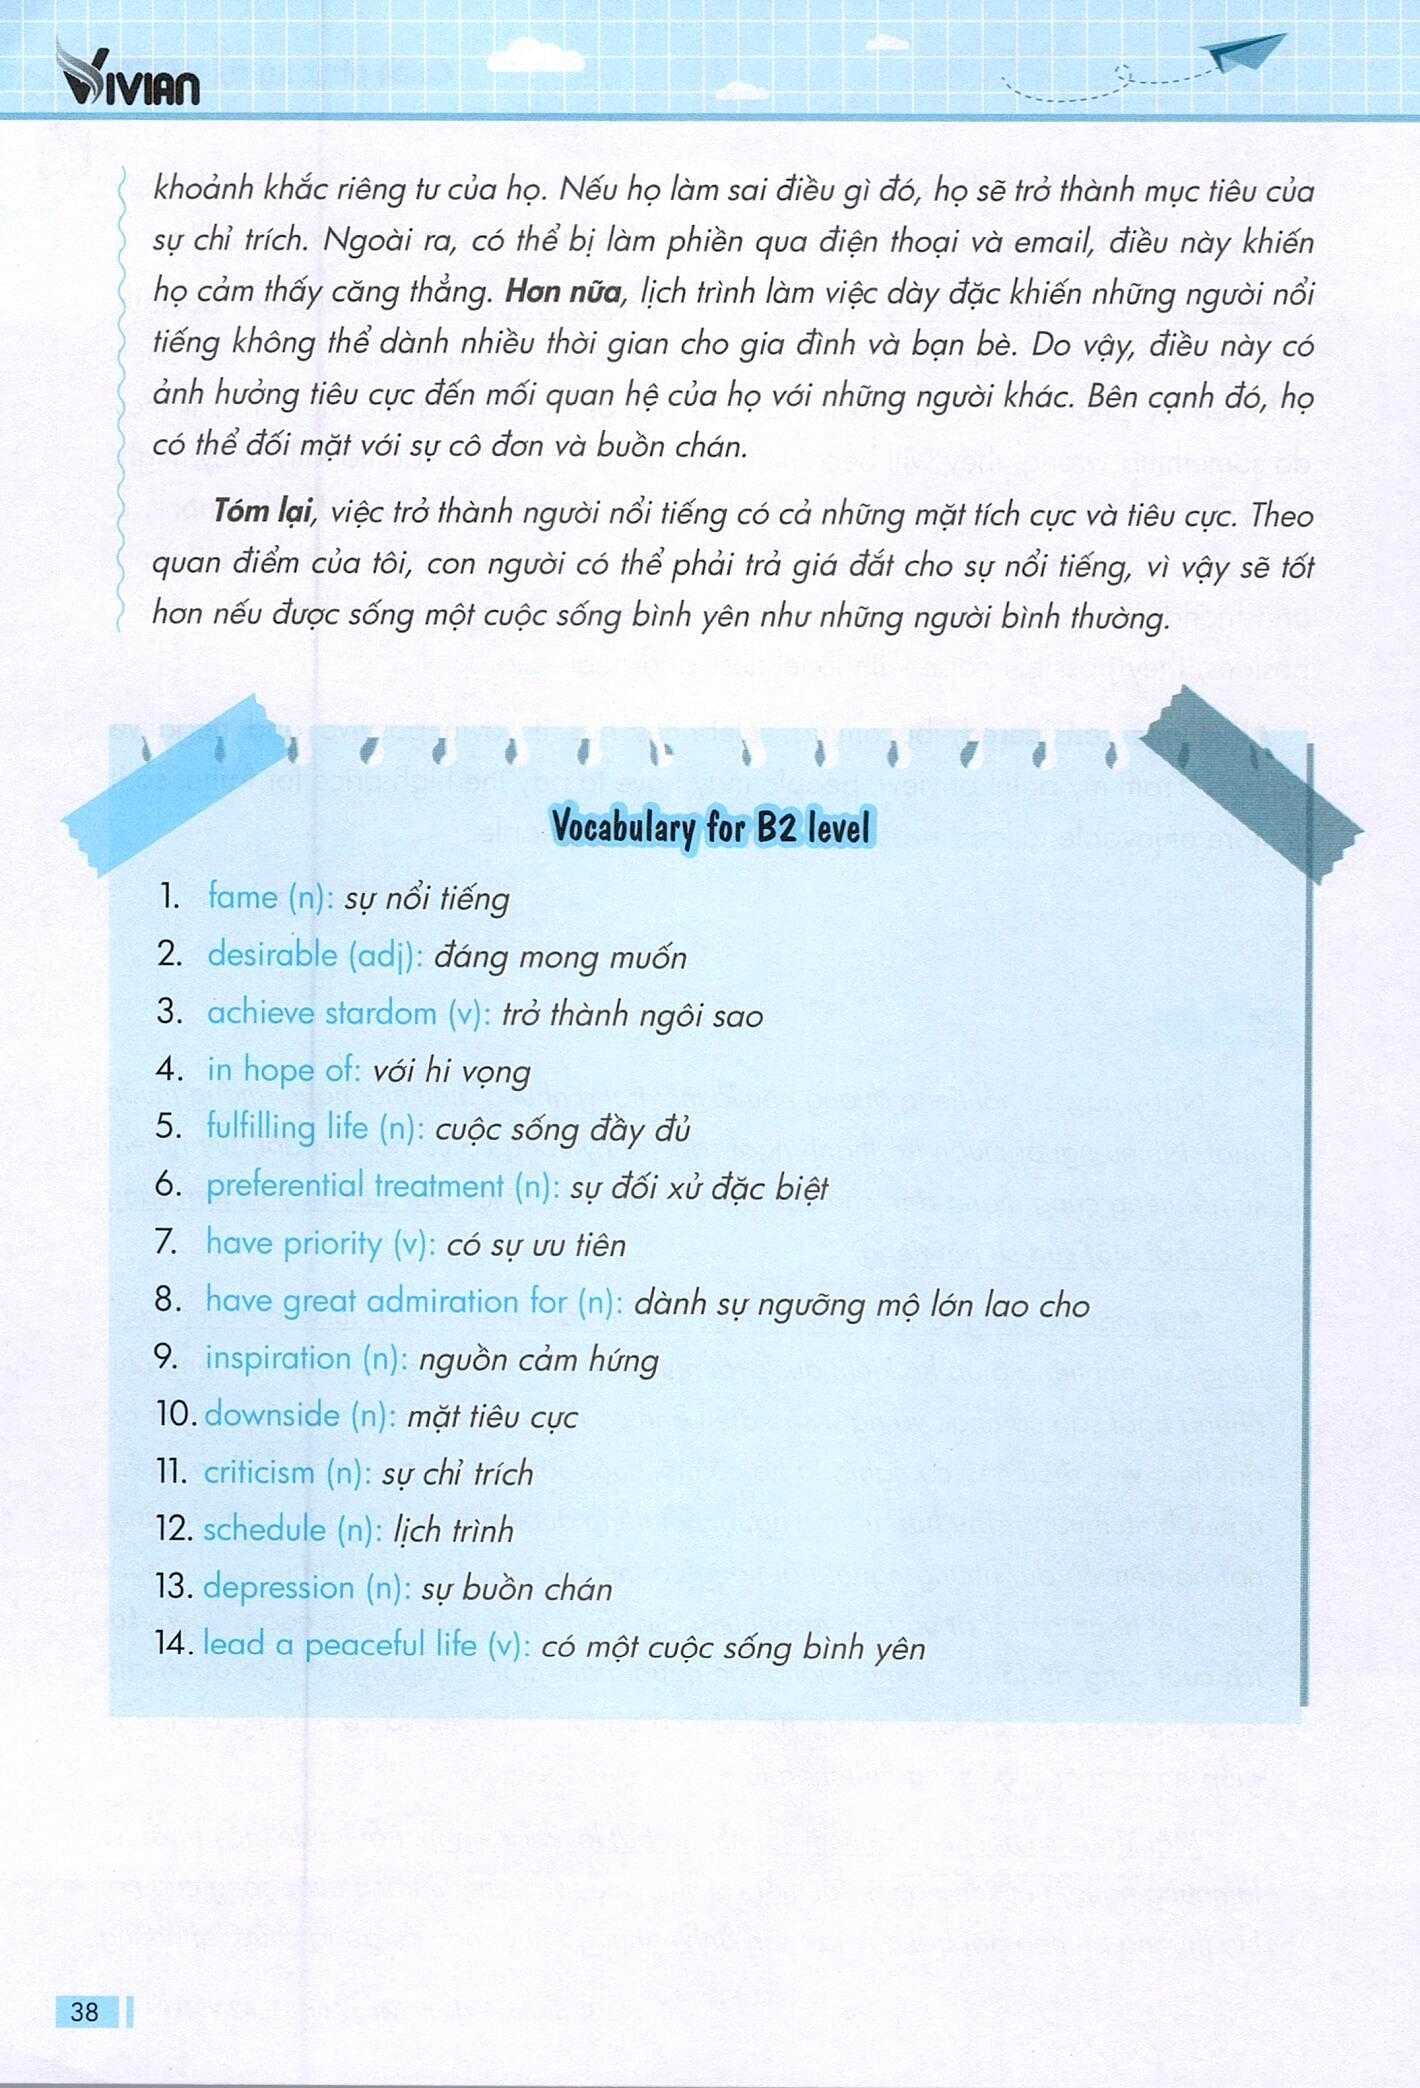 VIVIAN
khoảnh khắc riêng tư của họ. Nếu họ làm sai điều gì đó, họ sẽ trở thành mục tiêu của
sự chỉ trích. Ngoài ra, có thể bị làm phiền qua điện thoại và email, điều này khiến
họ cảm thấy căng thẳng. Hơn nữa, lịch trình làm việc dày đặc khiến những người nổi
tiếng không thể dành nhiều thời gian cho gia đình và bạn bè. Do vậy, điều này có
ảnh hưởng tiêu cực đến mối quan hệ của họ với những người khác. Bên cạnh đó, họ
có thể đối mặt với sự cô đơn và buồn chán.
Tóm lại, việc trở thành người nổi tiếng có cả những mặt tích cực và tiêu cực. Theo
quan điểm của tôi, con người có thể phải trả giá đắt cho sự nổi tiếng, vì vậy sẽ tốt
hơn nếu được sống một cuộc sống bình yên như những người bình thường.
Vocabulary for B2 level
1. fame (n): sự nổi tiếng
2. desirable (adj): đáng mong muốn
3. achieve stardom (v): trở thành ngôi sao
4. in hope of: với hi vọng
5. fulfilling life (n): cuộc sống đầy đủ
6. preferential treatment (n): sự đối xử đặc biệt
7. have priority (v): có sự ưu tiên
8. have great admiration for (n): dành sự ngưỡng mộ lớn lao cho
9. inspiration (n): nguồn cảm hứng
10. downside (n): mặt tiêu cực
11. criticism (n): sự chỉ trích
12. schedule (n): lịch trình
13. depression (n): sự buồn chán
14. lead a peaceful life (v): có một cuộc sống bình yên
38